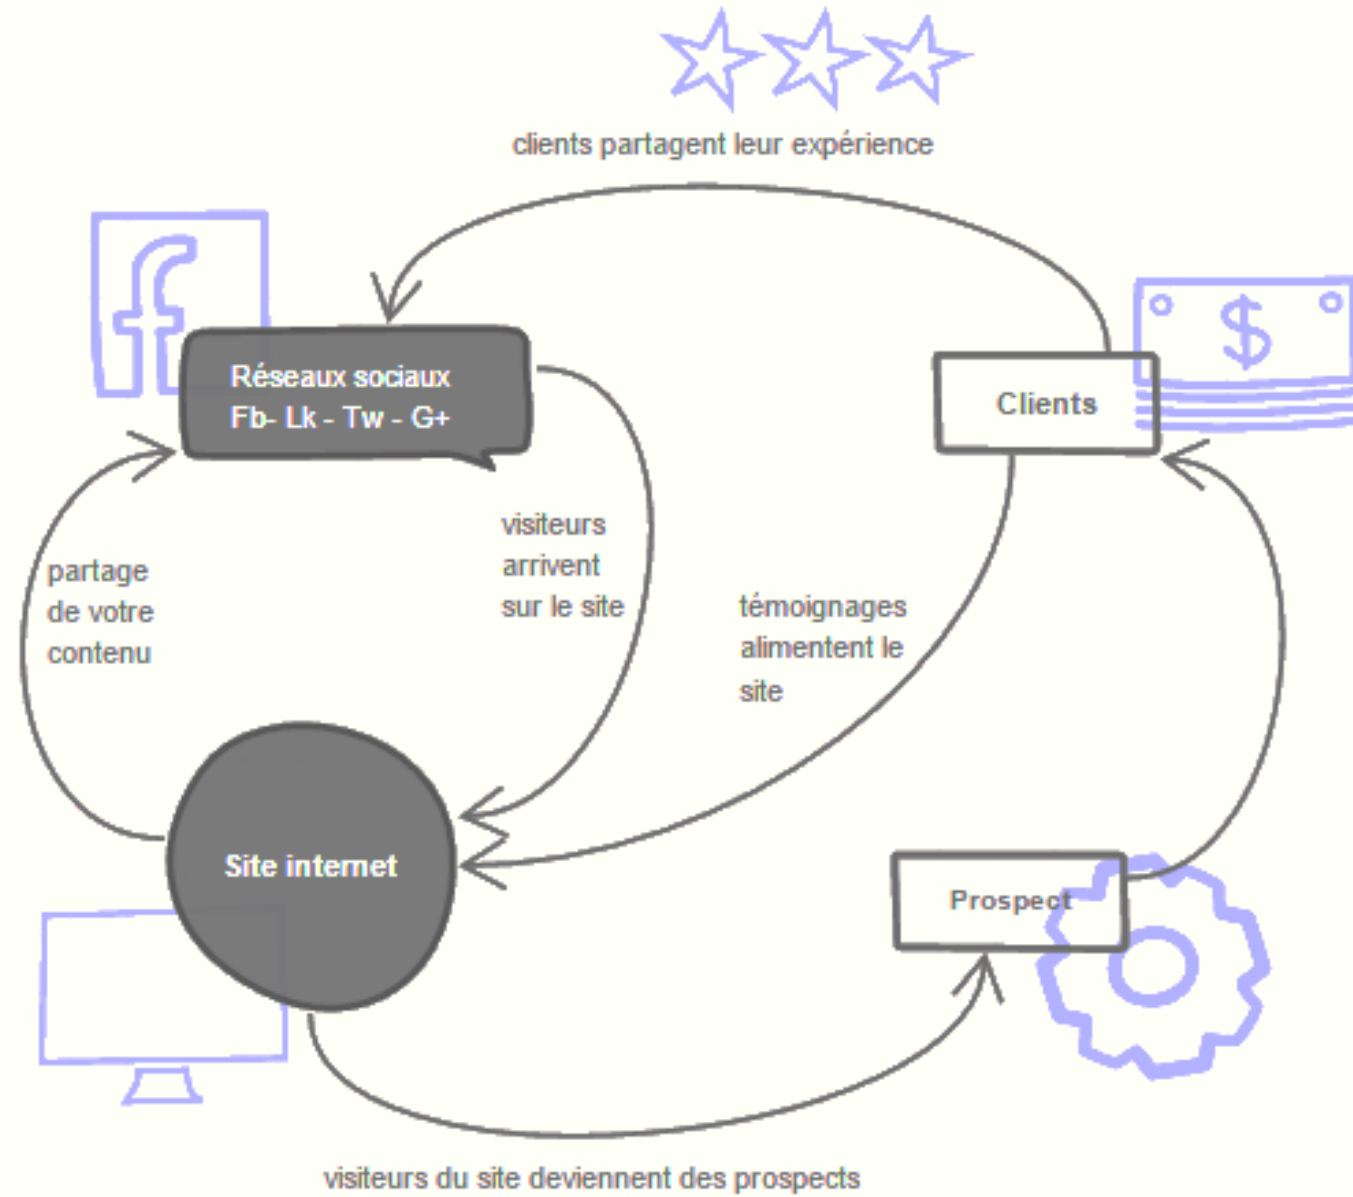 clients partagent leur expérience
Réseaux sociaux
Fb- Lk - Tw - G+
Clients
$
visiteurs
arrivent
sur le site
partage
de votre
contenu
témoignages
alimentent le
site
Site internet
Prospect
visiteurs du site deviennent des prospects